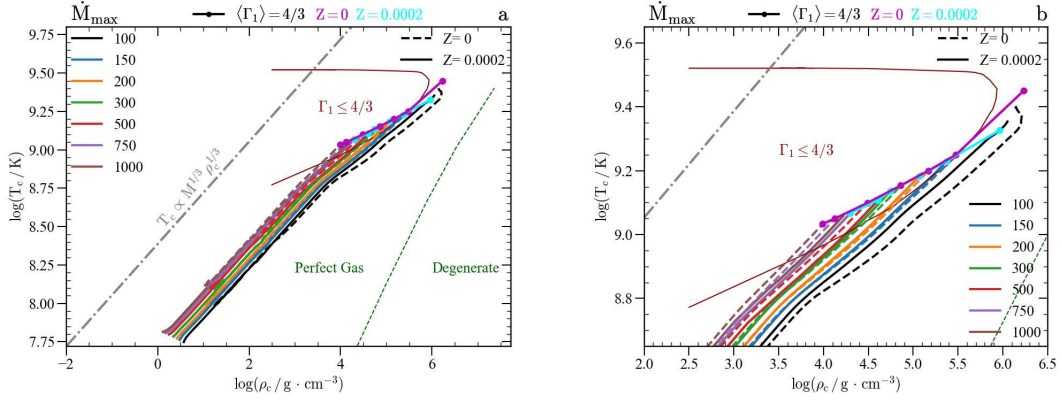 Ṁmax ⟨Γ1⟩=4/3 Z=0 Z=0.0002
a
100
150
200
300
500
750
1000
Z= 0
Z= 0.0002
Γ1 ≤ 4/3
Tc ∝ M^1/3 ρc^1/3
Perfect Gas
Degenerate
log(Tc / K)
9.75
9.50
9.25
9.00
8.75
8.50
8.25
8.00
7.75
−2 0 2 4 6
log(ρc / g · cm−3)
Ṁmax ⟨Γ1⟩=4/3 Z=0 Z=0.0002
b
Z= 0
Z= 0.0002
Γ1 ≤ 4/3
100
150
200
300
500
750
1000
log(Tc / K)
9.6
9.4
9.2
9.0
8.8
2.0 2.5 3.0 3.5 4.0 4.5 5.0 5.5 6.0 6.5
log(ρc / g · cm−3)